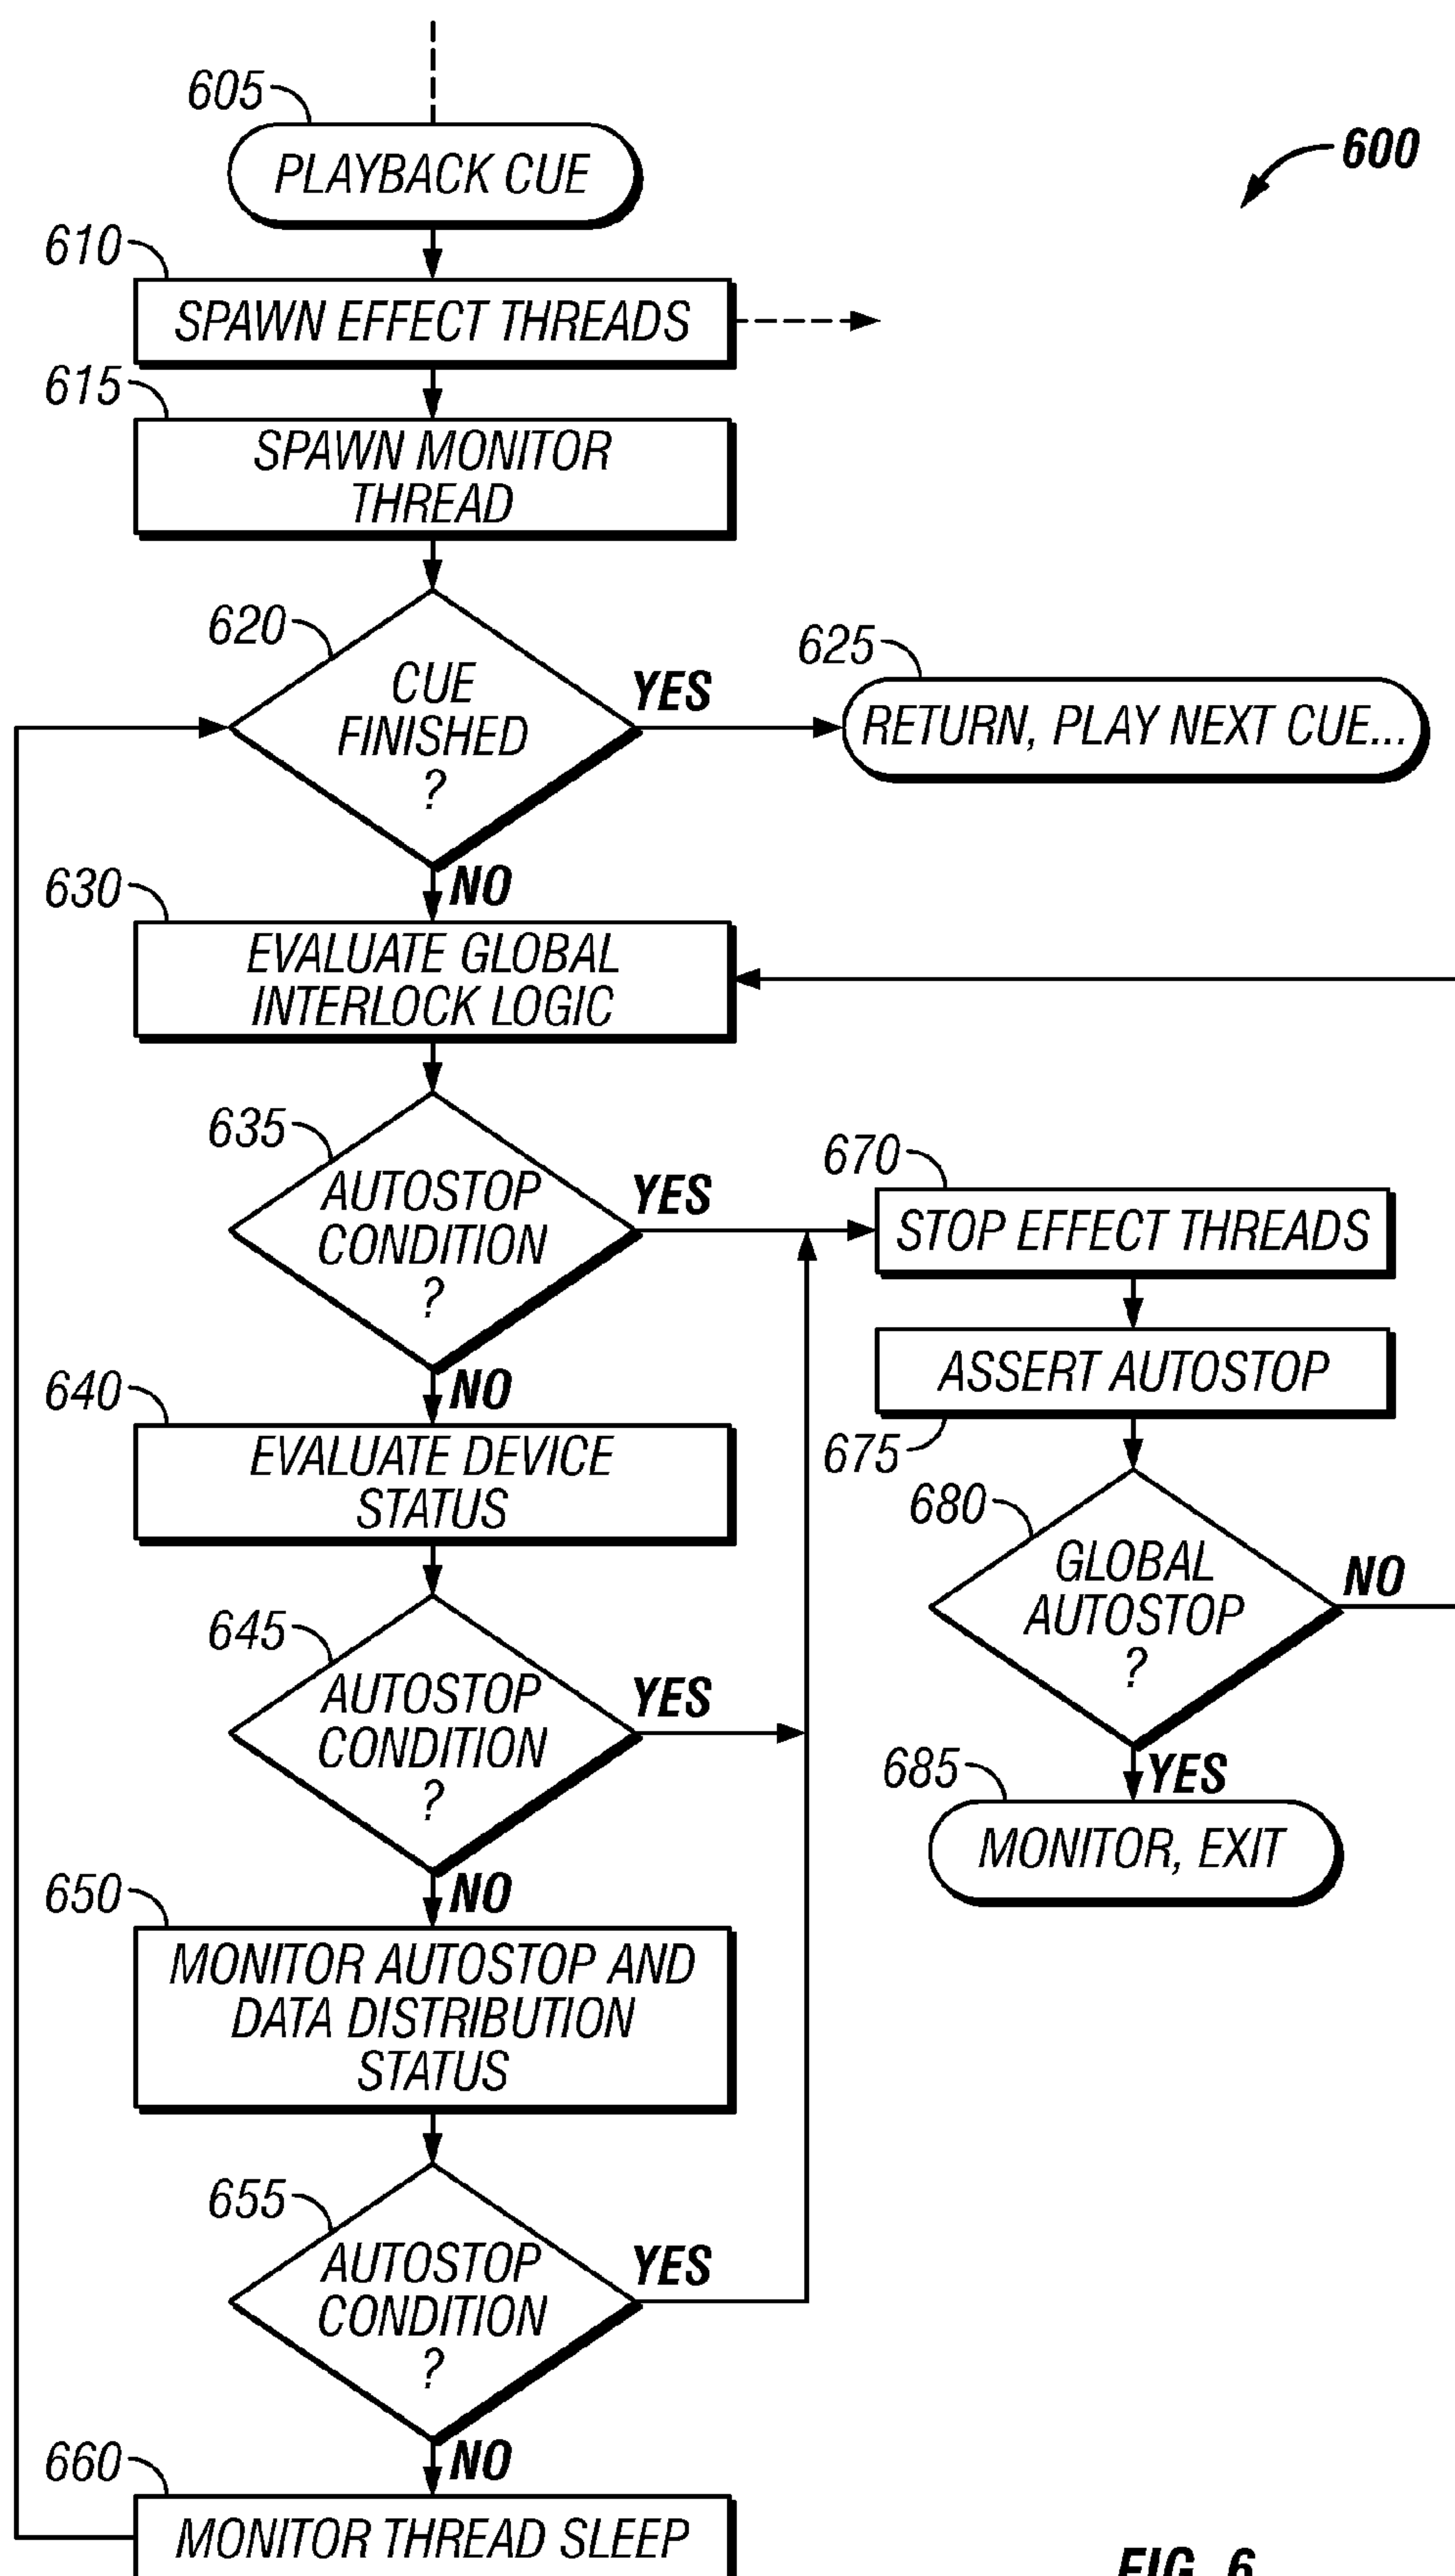 605
PLAYBACK CUE
600
610
SPAWN EFFECT THREADS
615
SPAWN MONITOR
THREAD
620
CUE
FINISHED
?
YES
625
RETURN, PLAY NEXT CUE...
NO
630
EVALUATE GLOBAL
INTERLOCK LOGIC
635
AUTOSTOP
CONDITION
?
YES
670
STOP EFFECT THREADS
ASSERT AUTOSTOP
675
NO
640
EVALUATE DEVICE
STATUS
680
GLOBAL
AUTOSTOP
?
NO
645
AUTOSTOP
CONDITION
?
YES
YES
685
MONITOR, EXIT
NO
650
MONITOR AUTOSTOP AND
DATA DISTRIBUTION
STATUS
655
AUTOSTOP
CONDITION
?
YES
NO
660
MONITOR THREAD SLEEP
FIG. 6